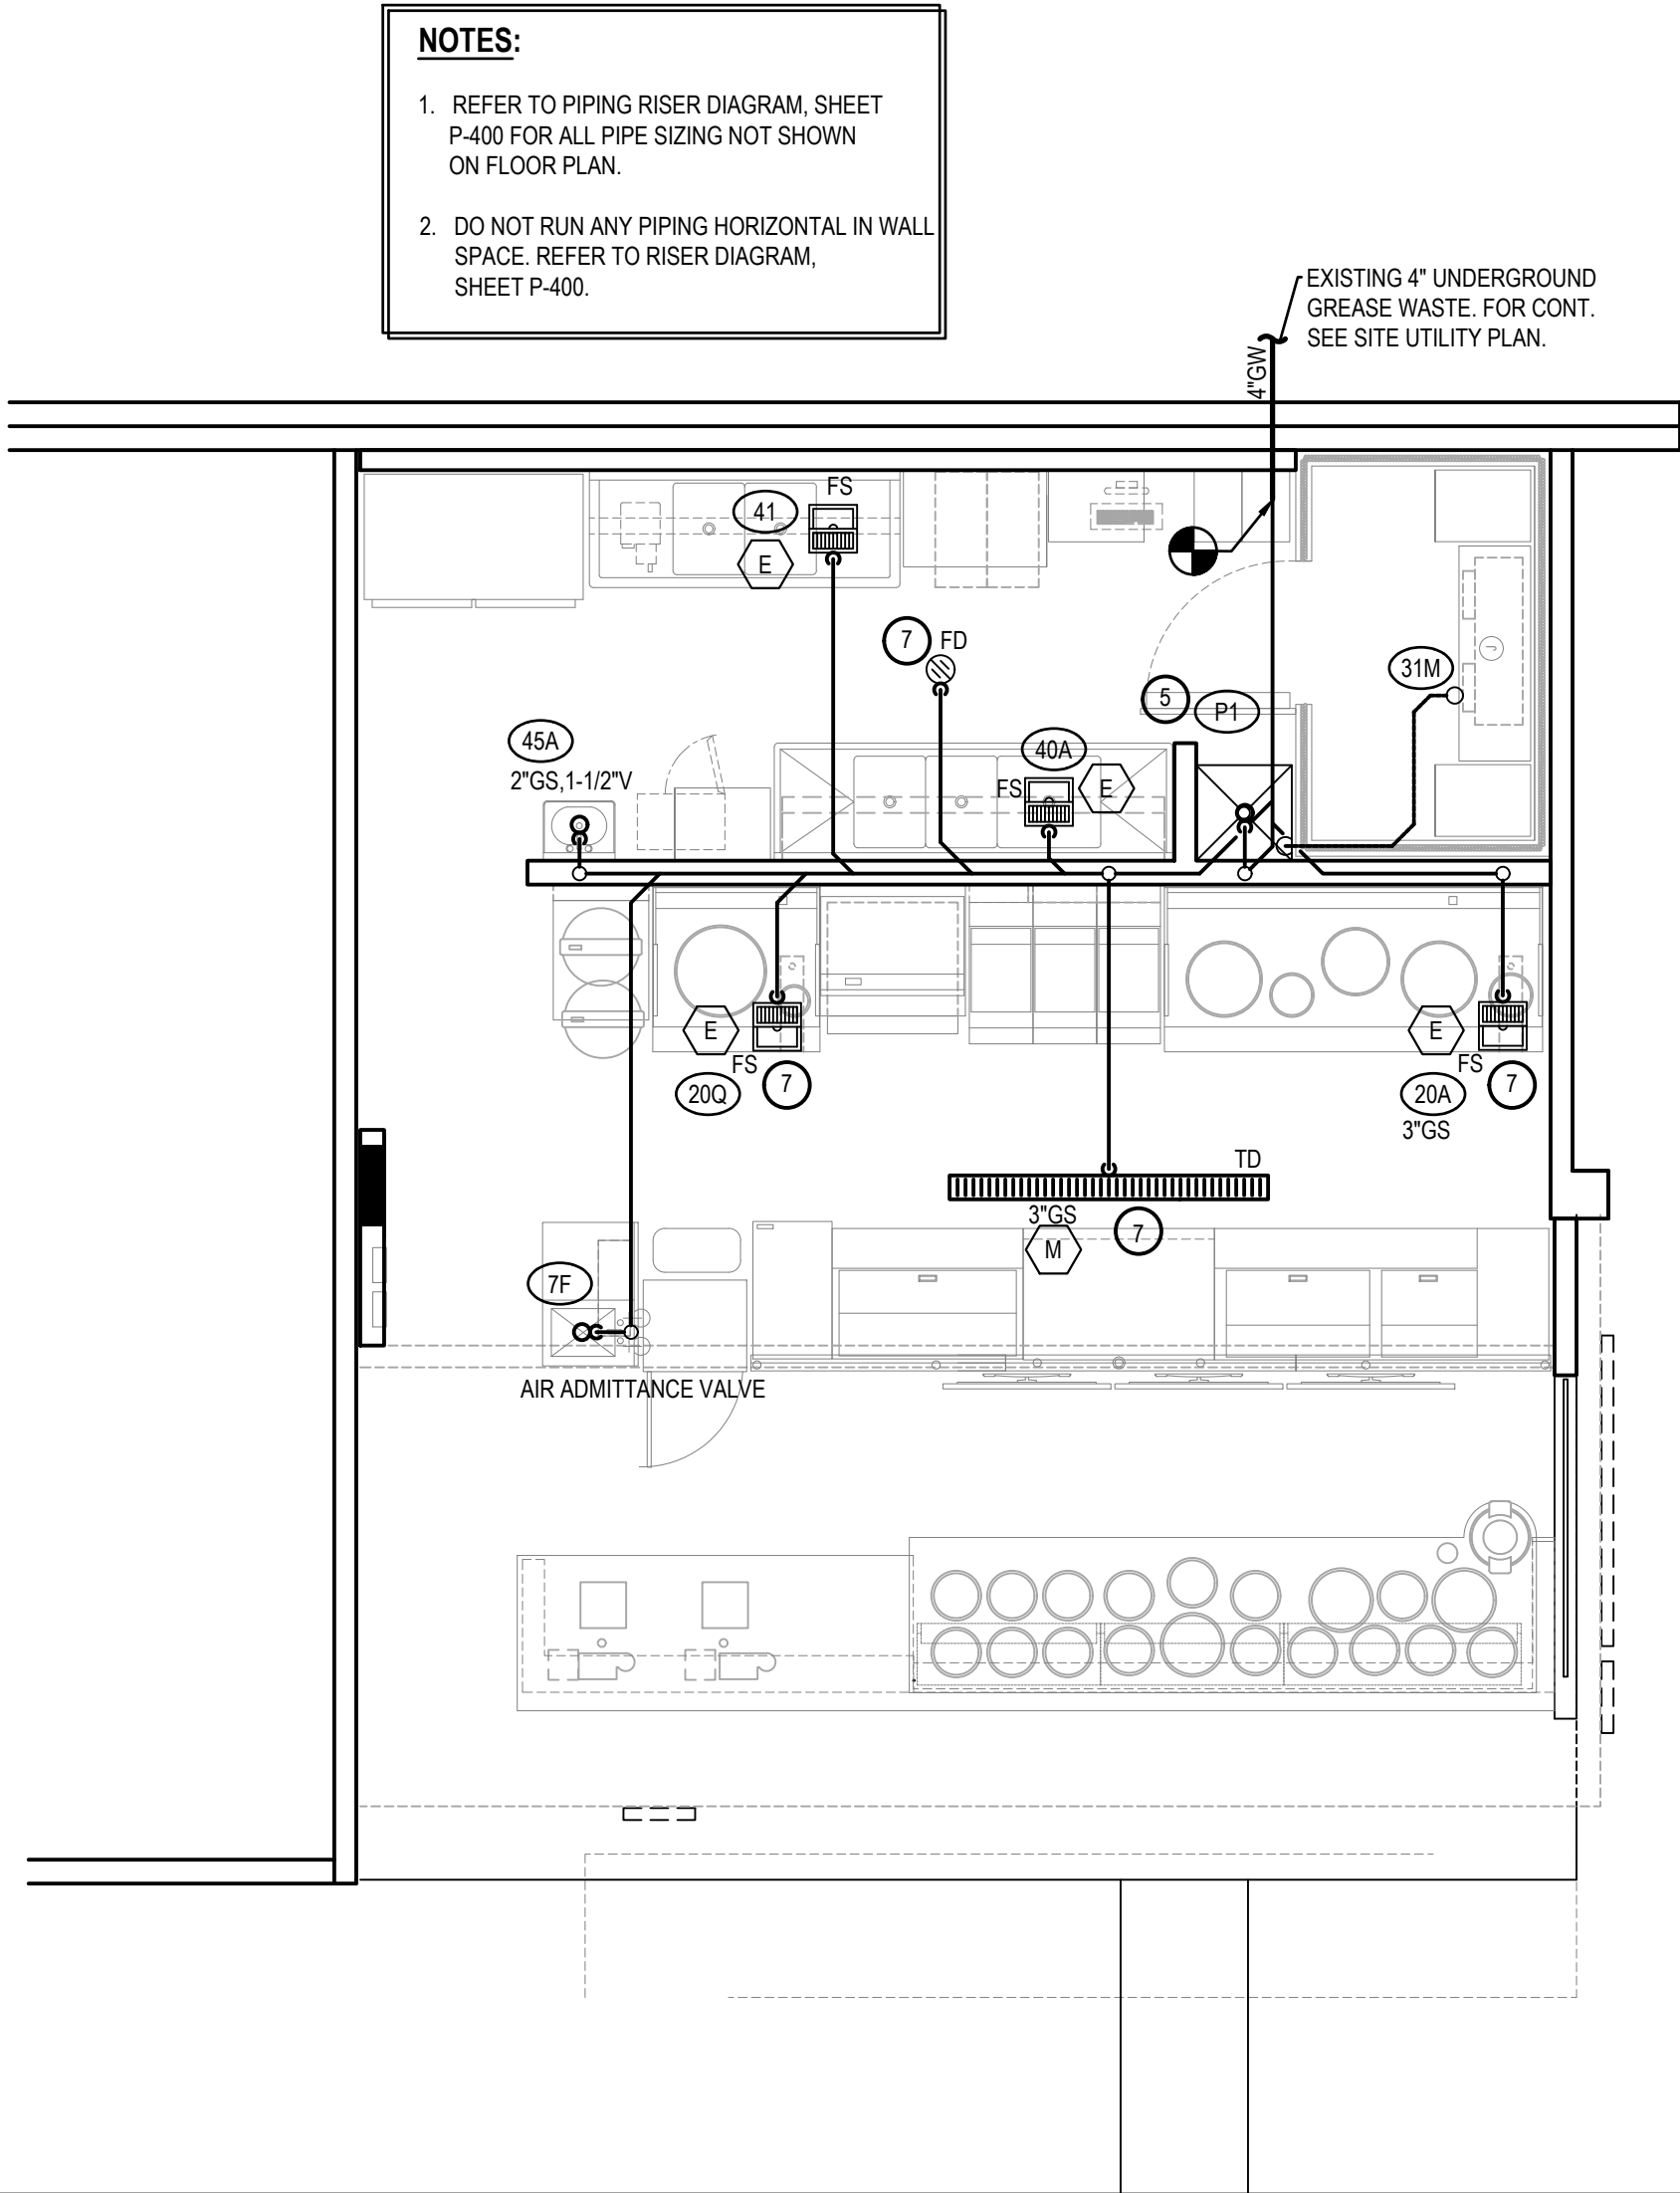 NOTES:
1. REFER TO PIPING RISER DIAGRAM, SHEET
P-400 FOR ALL PIPE SIZING NOT SHOWN
ON FLOOR PLAN.
2. DO NOT RUN ANY PIPING HORIZONTAL IN WALL
SPACE. REFER TO RISER DIAGRAM,
SHEET P-400.
EXISTING 4" UNDERGROUND
GREASE WASTE. FOR CONT.
SEE SITE UTILITY PLAN.
4"GW
FS
41
E
7 FD
J
31M
5 P1
45A
2"GS,1-1/2"V
40A
FS E
E
FS
20Q 7
E
FS
20A 7
3"GS
TD
3"GS
M 7
7F
AIR ADMITTANCE VALVE